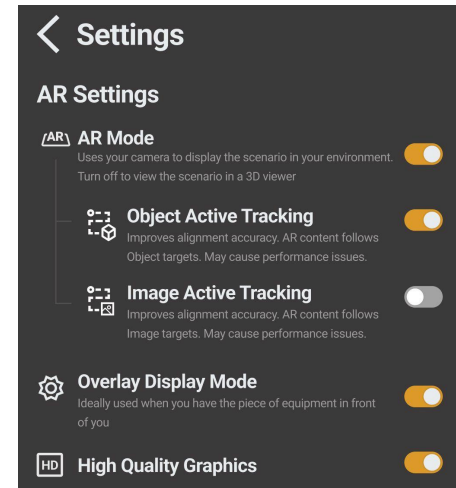 Settings
AR Settings
AR
AR Mode
Uses your camera to display the scenario in your environment.
Turn off to view the scenario in a 3D viewer
Object Active Tracking
Improves alignment accuracy. AR content follows
Object targets. May cause performance issues.
Image Active Tracking
Improves alignment accuracy. AR content follows
Image targets. May cause performance issues.
Overlay Display Mode
Ideally used when you have the piece of equipment in front
of you
HD
High Quality Graphics